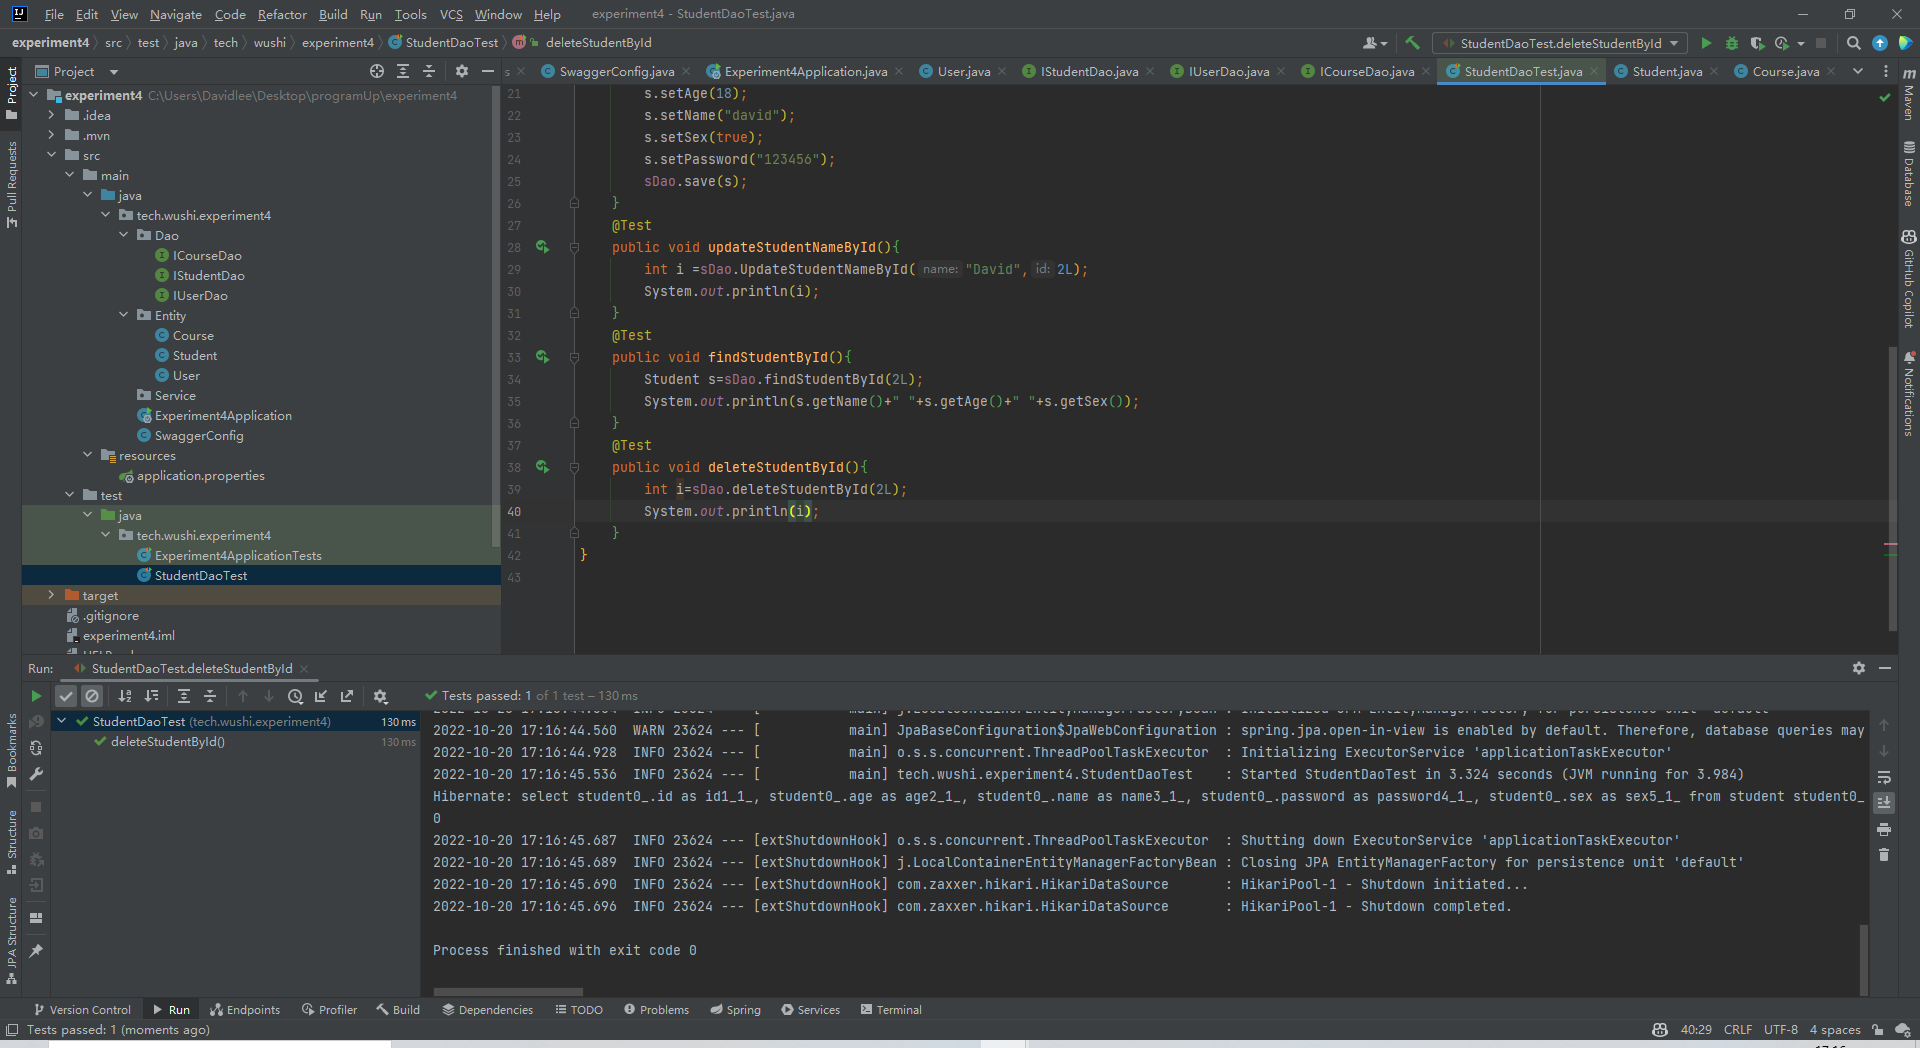 File Edit View Navigate Code Refactor Build Run Tools VCS Window Help experiment4 - StudentDaoTest.java
experiment4 src test java tech wushi experiment4 StudentDaoTest deleteStudentById StudentDaoTest.deleteStudentById
Project
s SwaggerConfig.java Experiment4Application.java User.java IStudentDao.java IUserDao.java ICourseDao.java StudentDaoTest.java Student.java Course.java
Project
Pull Requests
Bookmarks
Structure
JPA Structure
experiment4 C:\Users\Davidlee\Desktop\programUp\experiment4
.idea
.mvn
src
main
java
tech.wushi.experiment4
Dao
ICourseDao
IStudentDao
IUserDao
Entity
Course
Student
User
Service
Experiment4Application
SwaggerConfig
resources
application.properties
test
java
tech.wushi.experiment4
Experiment4ApplicationTests
StudentDaoTest
target
.gitignore
experiment4.iml
21 s.setAge(18);
22 s.setName("david");
23 s.setSex(true);
24 s.setPassword("123456");
25 sDao.save(s);
26 }
27 @Test
28 public void updateStudentNameById(){
29 int i =sDao.UpdateStudentNameById( name: "David", id: 2L);
30 System.out.println(i);
31 }
32 @Test
33 public void findStudentById(){
34 Student s=sDao.findStudentById(2L);
35 System.out.println(s.getName()+" "+s.getAge()+" "+s.getSex());
36 }
37 @Test
38 public void deleteStudentById(){
39 int i=sDao.deleteStudentById(2L);
40 System.out.println(i);
41 }
42 }
43
m Maven
Database
GitHub Copilot
Notifications
Run: StudentDaoTest.deleteStudentById
Tests passed: 1 of 1 test – 130 ms
StudentDaoTest (tech.wushi.experiment4) 130 ms
deleteStudentById() 130 ms
2022-10-20 17:16:44.560 WARN 23624 --- [ main] JpaBaseConfiguration$JpaWebConfiguration : spring.jpa.open-in-view is enabled by default. Therefore, database queries may
2022-10-20 17:16:44.928 INFO 23624 --- [ main] o.s.s.concurrent.ThreadPoolTaskExecutor : Initializing ExecutorService 'applicationTaskExecutor'
2022-10-20 17:16:45.536 INFO 23624 --- [ main] tech.wushi.experiment4.StudentDaoTest : Started StudentDaoTest in 3.324 seconds (JVM running for 3.984)
Hibernate: select student0_.id as id1_1_, student0_.age as age2_1_, student0_.name as name3_1_, student0_.password as password4_1_, student0_.sex as sex5_1_ from student student0_
0
2022-10-20 17:16:45.687 INFO 23624 --- [extShutdownHook] o.s.s.concurrent.ThreadPoolTaskExecutor : Shutting down ExecutorService 'applicationTaskExecutor'
2022-10-20 17:16:45.689 INFO 23624 --- [extShutdownHook] j.LocalContainerEntityManagerFactoryBean : Closing JPA EntityManagerFactory for persistence unit 'default'
2022-10-20 17:16:45.690 INFO 23624 --- [extShutdownHook] com.zaxxer.hikari.HikariDataSource : HikariPool-1 - Shutdown initiated...
2022-10-20 17:16:45.696 INFO 23624 --- [extShutdownHook] com.zaxxer.hikari.HikariDataSource : HikariPool-1 - Shutdown completed.
Process finished with exit code 0
Version Control Run Endpoints Profiler Build Dependencies TODO Problems Spring Services Terminal
Tests passed: 1 (moments ago) 40:29 CRLF UTF-8 4 spaces